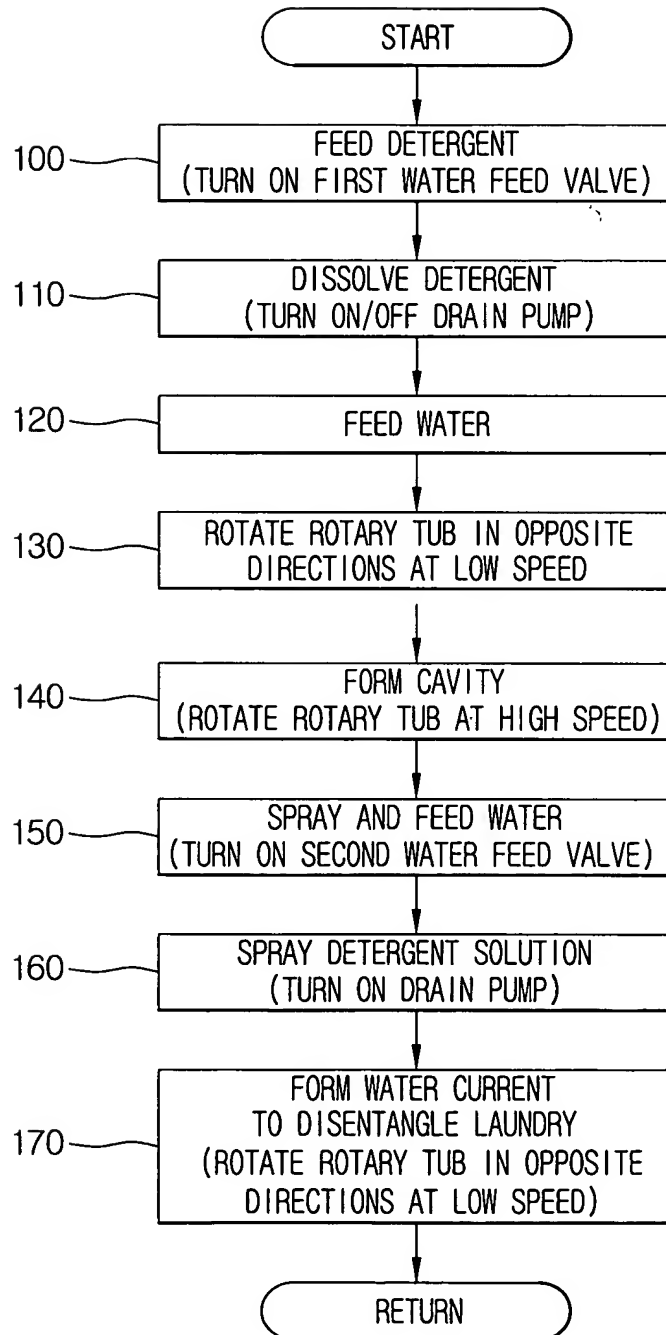 START
100
FEED DETERGENT
(TURN ON FIRST WATER FEED VALVE)
110
DISSOLVE DETERGENT
(TURN ON/OFF DRAIN PUMP)
120
FEED WATER
130
ROTATE ROTARY TUB IN OPPOSITE
DIRECTIONS AT LOW SPEED
140
FORM CAVITY
(ROTATE ROTARY TUB AT HIGH SPEED)
150
SPRAY AND FEED WATER
(TURN ON SECOND WATER FEED VALVE)
160
SPRAY DETERGENT SOLUTION
(TURN ON DRAIN PUMP)
170
FORM WATER CURRENT
TO DISENTANGLE LAUNDRY
(ROTATE ROTARY TUB IN OPPOSITE
DIRECTIONS AT LOW SPEED)
RETURN